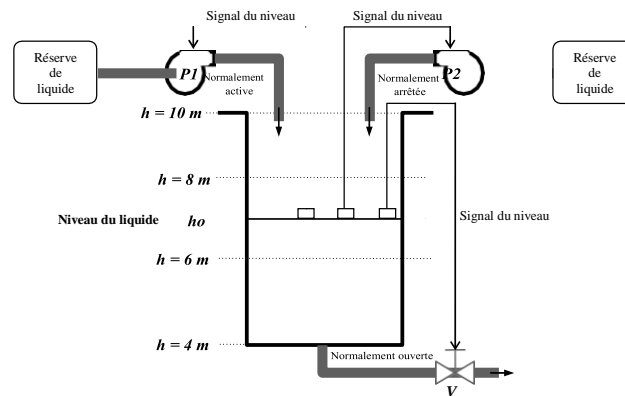 Signal du niveau
Signal du niveau
Réserve
de
liquide
P1
Normalement
active
Normalement
arrêtée
P2
Réserve
de
liquide
h = 10 m
h = 8 m
Niveau du liquide ho
Signal du niveau
h = 6 m
h = 4 m
Normalement ouverte
V